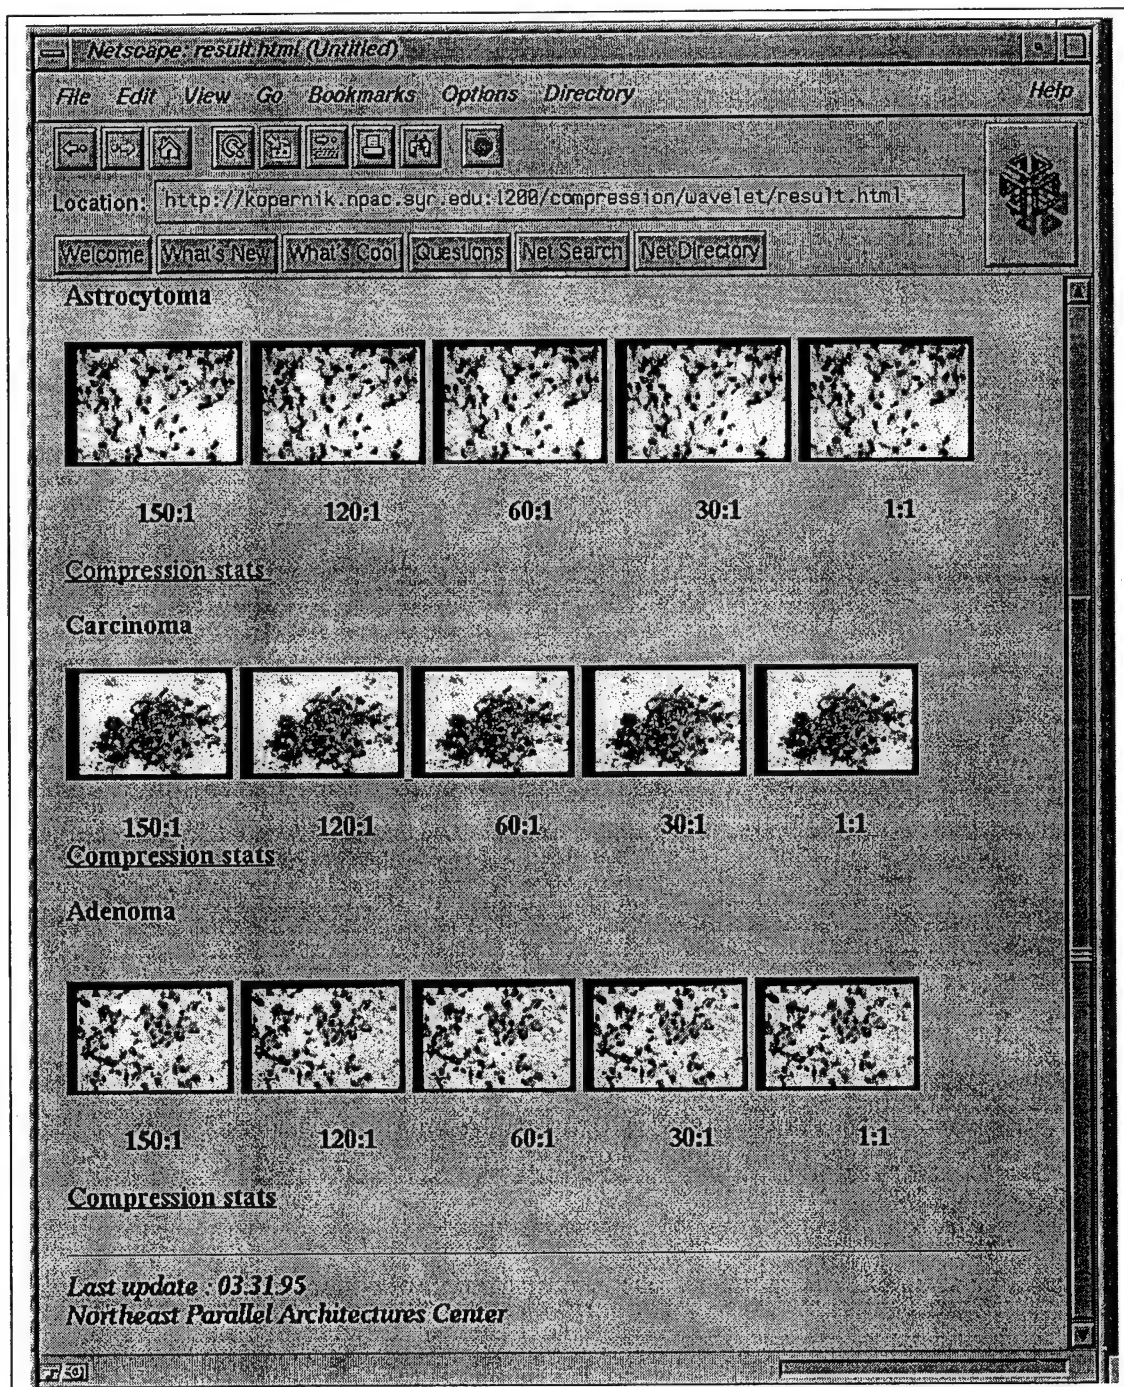 Netscape: result.html (Untitled)
File Edit View Go Bookmarks Options Directory Help
Location: http://kopernik.npac.syr.edu:1200/compression/wavelet/result.html
Welcome What's New What's Cool Questions Net Search Net Directory
Astrocytoma
150:1 120:1 60:1 30:1 1:1
Compression stats
Carcinoma
150:1 120:1 60:1 30:1 1:1
Compression stats
Adenoma
150:1 120:1 60:1 30:1 1:1
Compression stats
Last update : 03.31.95
Northeast Parallel Architectures Center